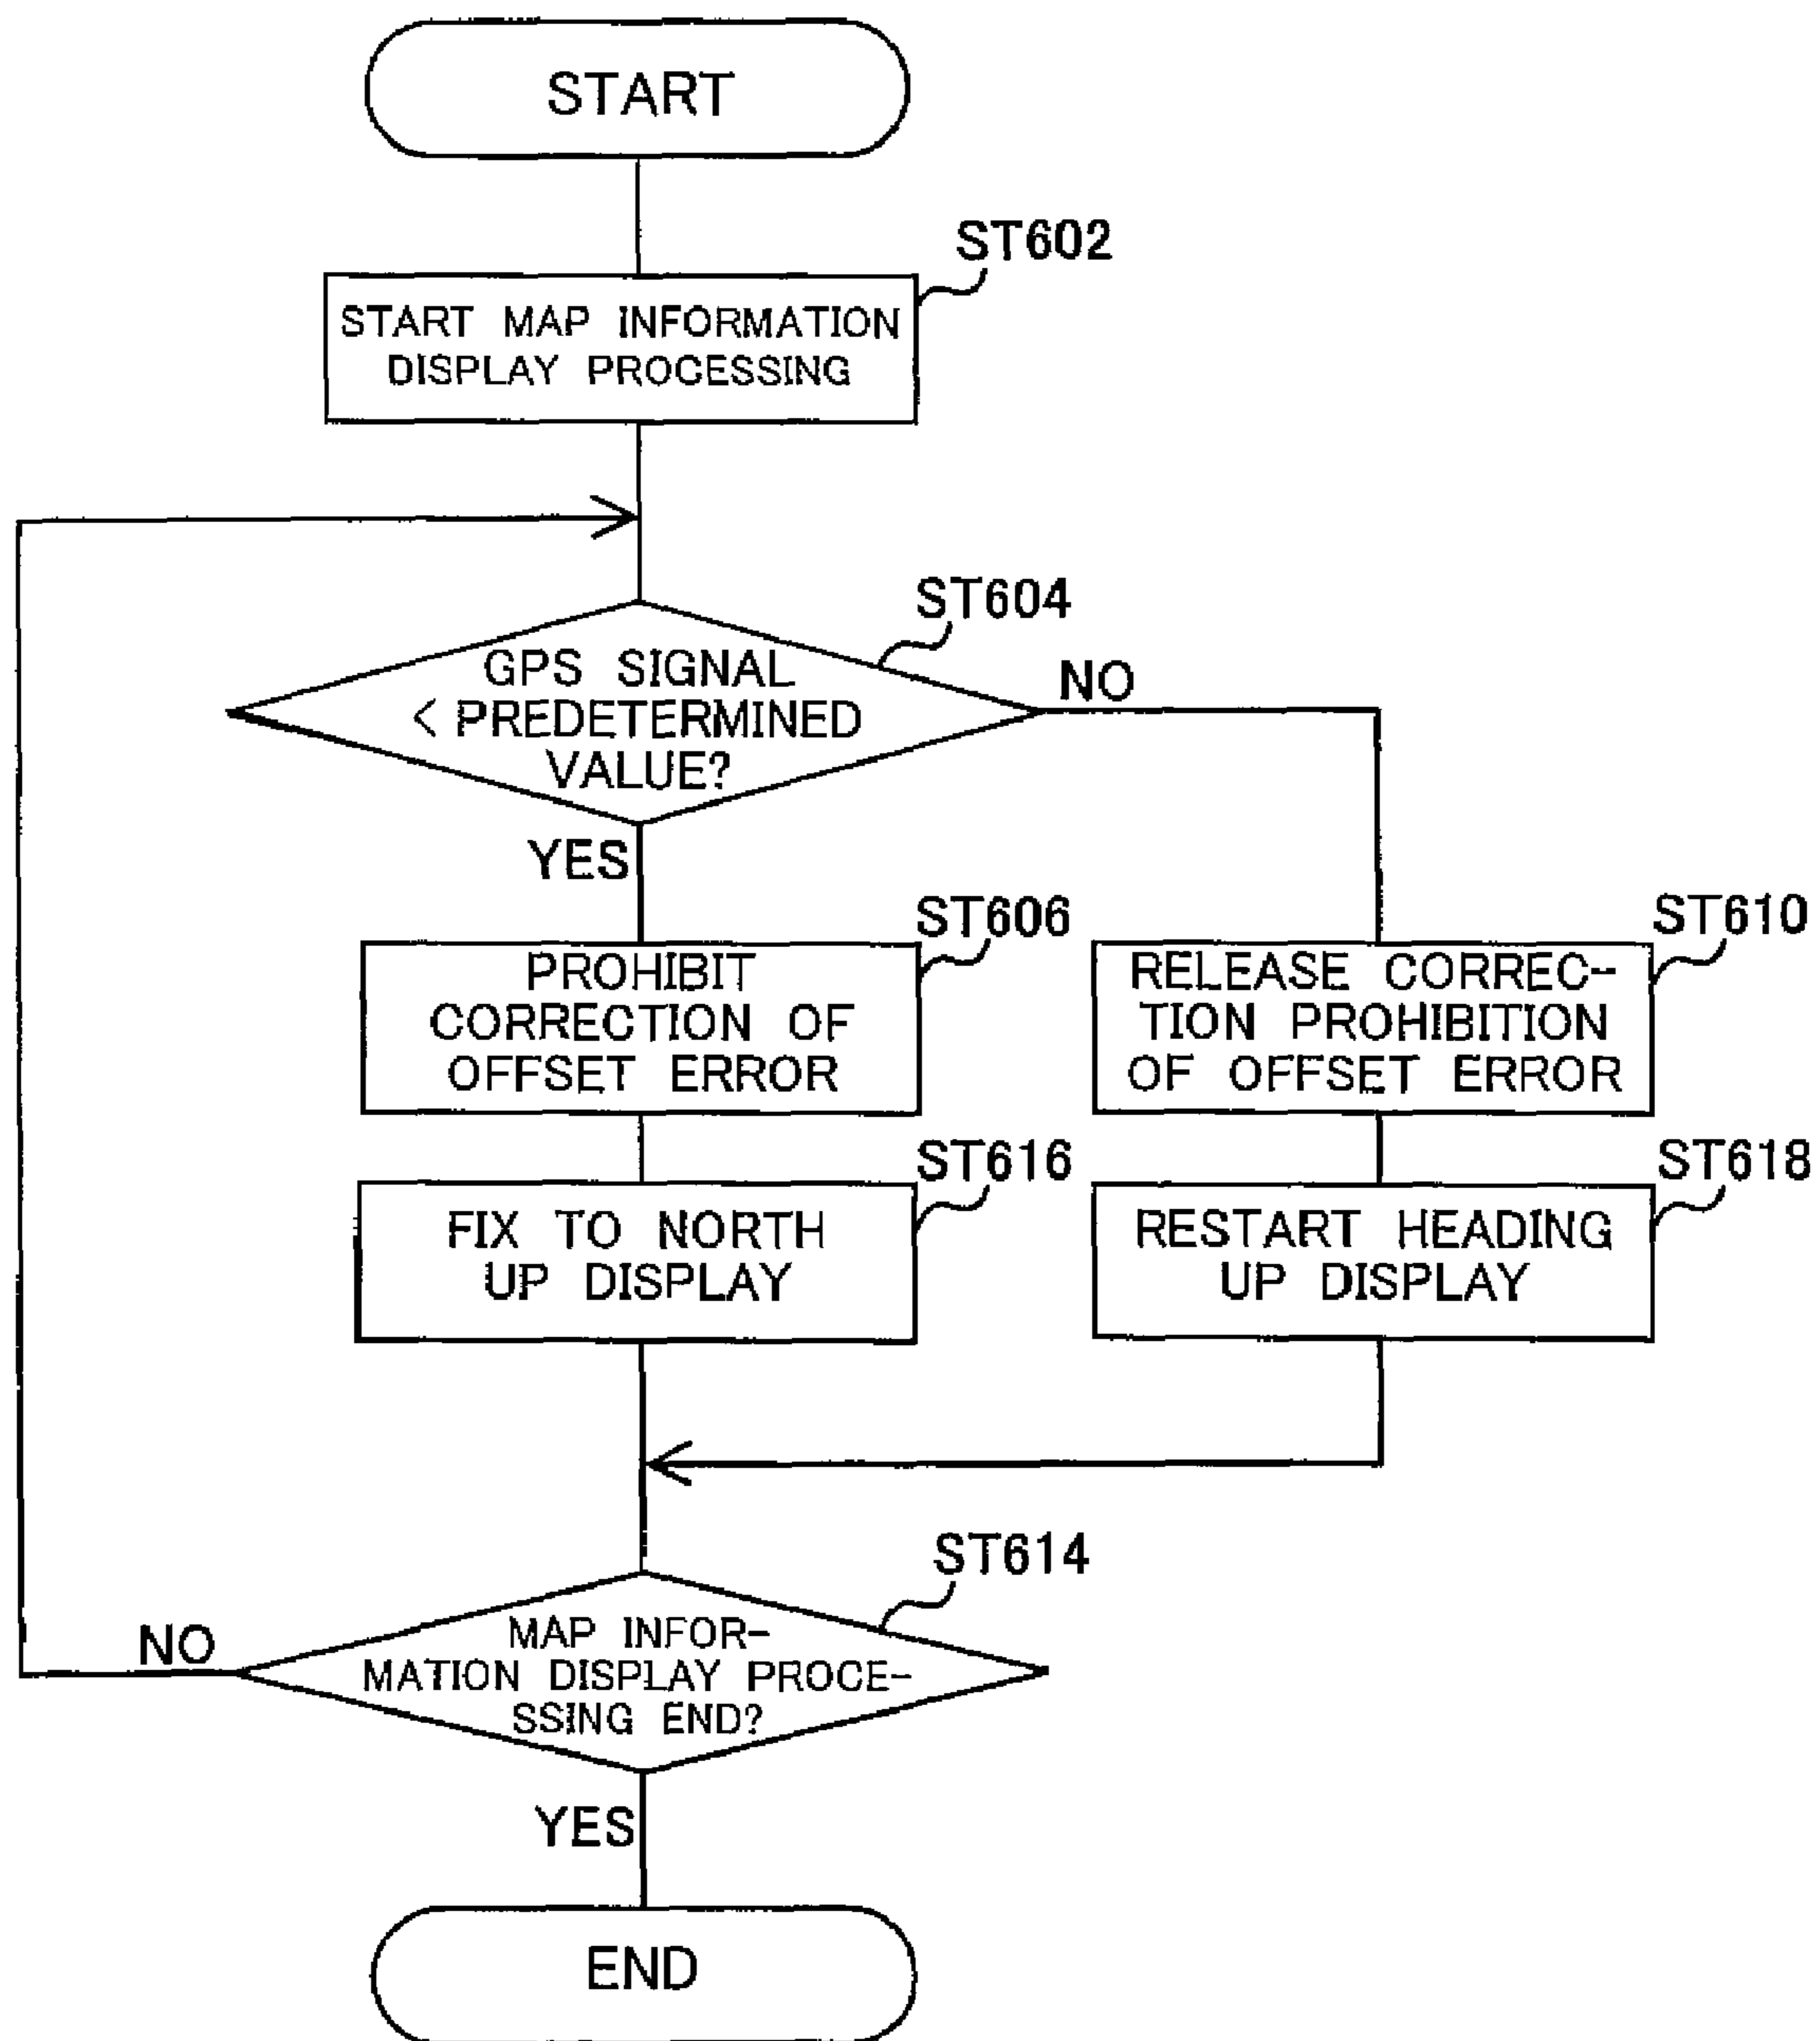 START
ST602
START MAP INFORMATION
DISPLAY PROCESSING
ST604
GPS SIGNAL
< PREDETERMINED
VALUE?
NO
YES
ST606
PROHIBIT
CORRECTION OF
OFFSET ERROR
ST610
RELEASE CORREC-
TION PROHIBITION
OF OFFSET ERROR
ST616
FIX TO NORTH
UP DISPLAY
ST618
RESTART HEADING
UP DISPLAY
ST614
MAP INFOR-
MATION DISPLAY PROCE-
SSING END?
NO
YES
END